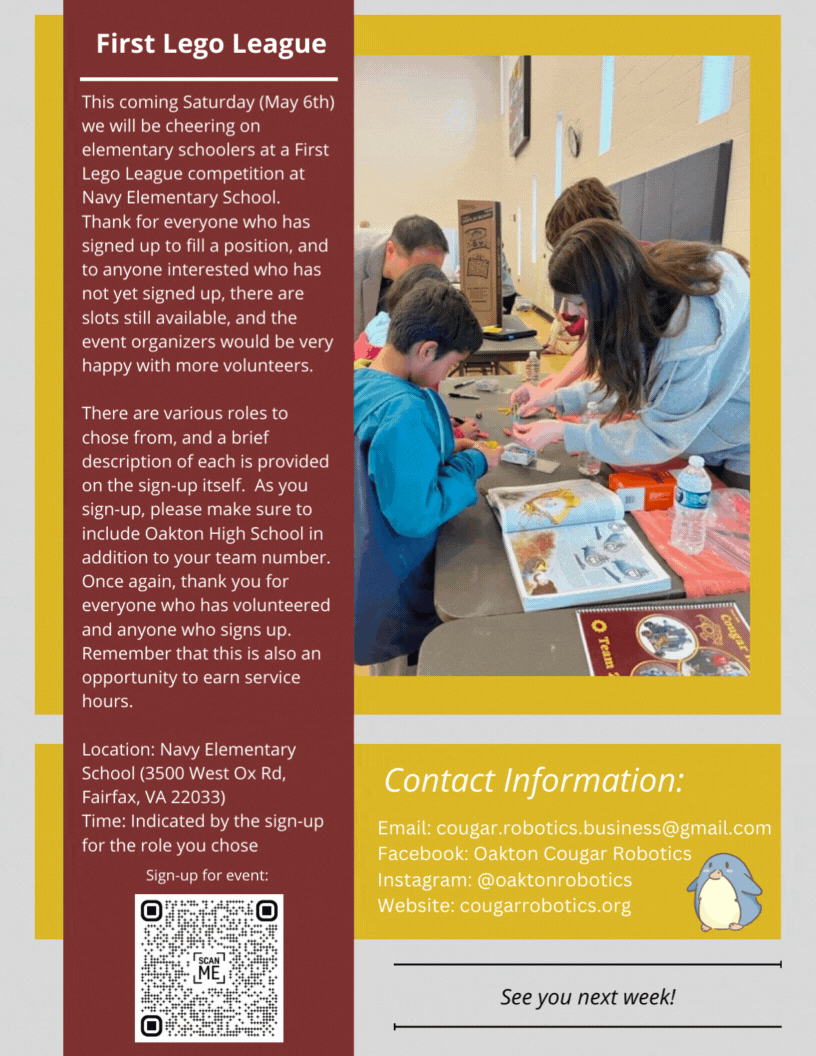 First Lego League
This coming Saturday (May 6th)
we will be cheering on
elementary schoolers at a First
Lego League competition at
Navy Elementary School.
Thank for everyone who has
signed up to fill a position, and
to anyone interested who has
not yet signed up, there are
slots still available, and the
event organizers would be very
happy with more volunteers.
There are various roles to
chose from, and a brief
description of each is provided
on the sign-up itself.  As you
sign-up, please make sure to
include Oakton High School in
addition to your team number.
Once again, thank you for
everyone who has volunteered
and anyone who signs up.
Remember that this is also an
opportunity to earn service
hours.
Location: Navy Elementary
School (3500 West Ox Rd,
Fairfax, VA 22033)
Time: Indicated by the sign-up
for the role you chose
Sign-up for event:
SCAN
ME
Cougar
Team 2
Contact Information:
Email: cougar.robotics.business@gmail.com
Facebook: Oakton Cougar Robotics
Instagram: @oaktonrobotics
Website: cougarrobotics.org
See you next week!